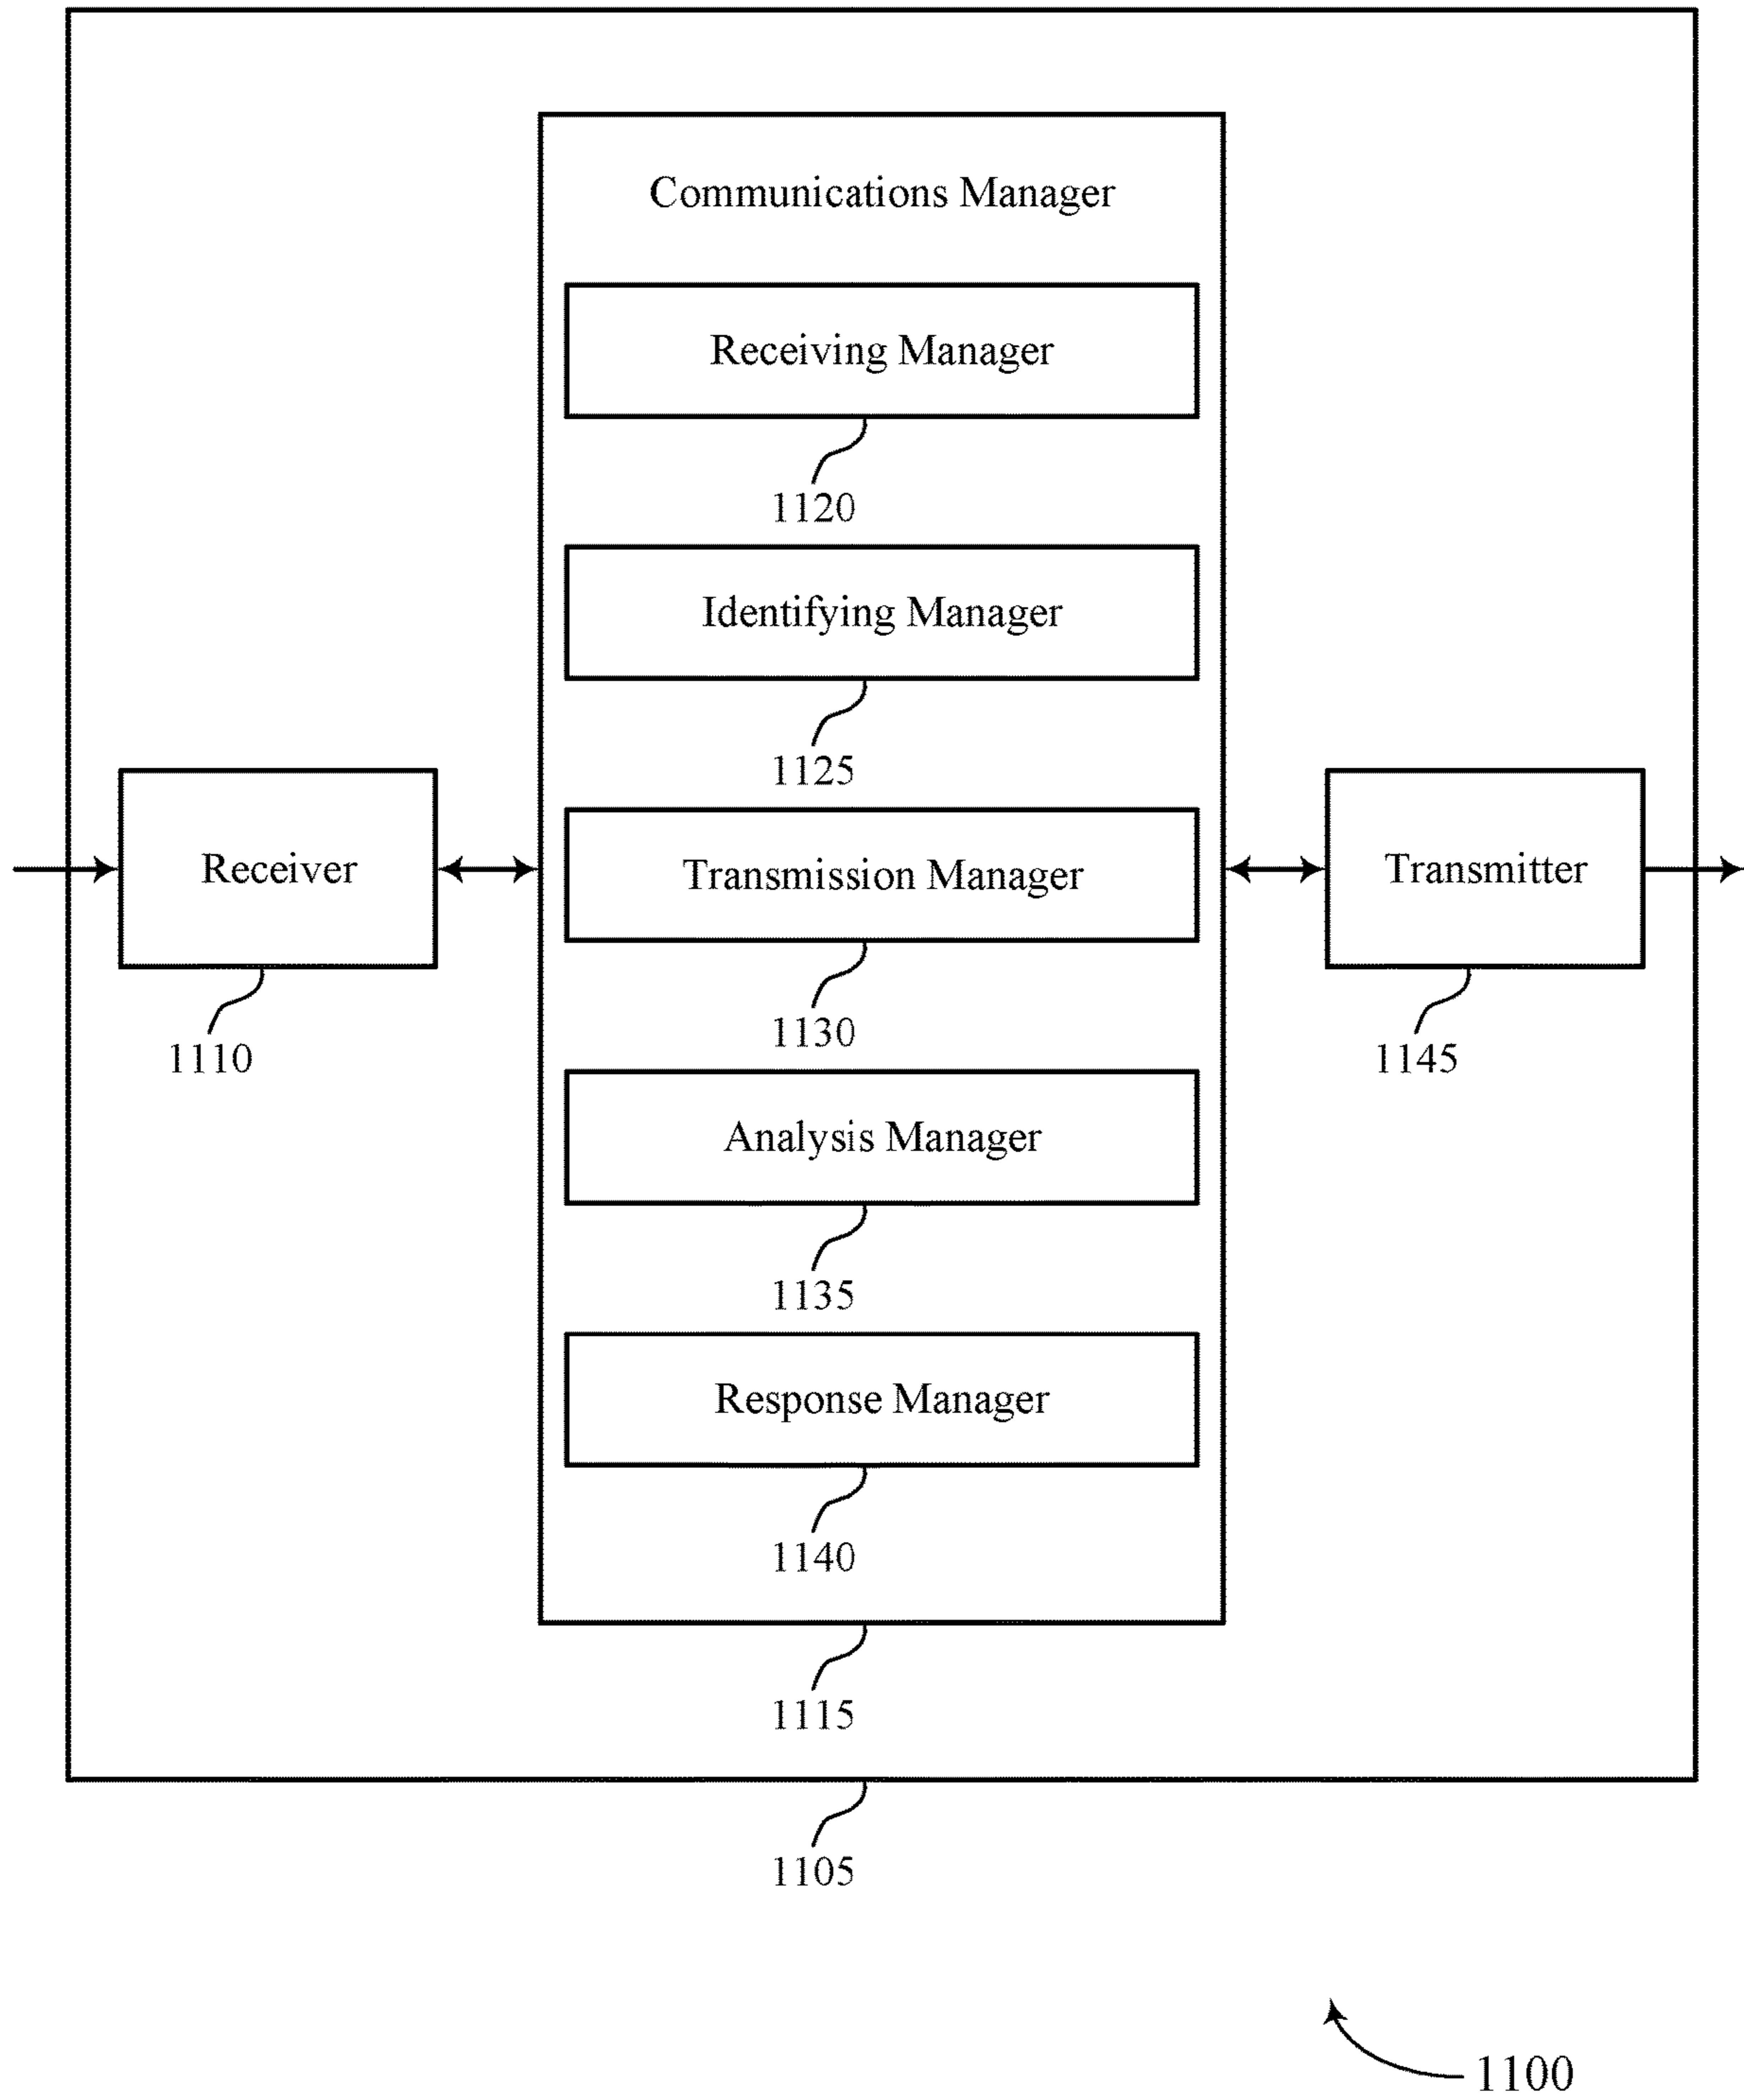 Communications Manager
Receiving Manager
1120
Identifying Manager
1125
Receiver
1110
Transmission Manager
1130
Transmitter
1145
Analysis Manager
1135
Response Manager
1140
1115
1105
1100